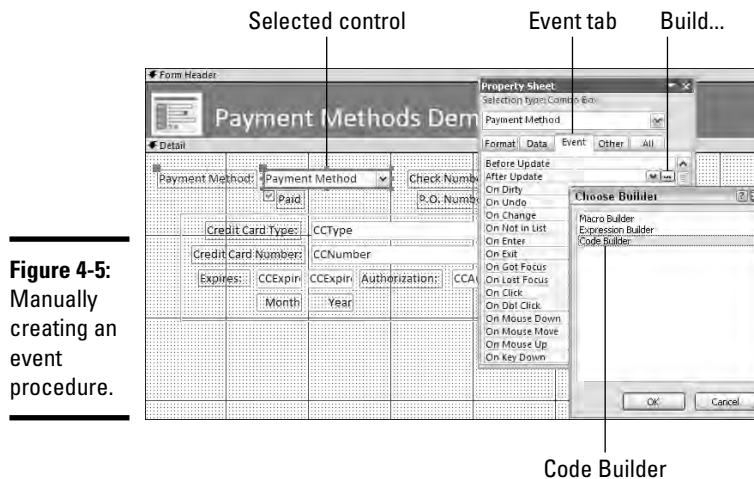 Selected control
Event tab
Build...
Form Header
Payment Methods Dem
Detail
Payment Method:
Payment Method
Check Numb
Paid
P.O. Numb
Credit Card Type:
CCType
Credit Card Number:
CCNumber
Expires:
CCExpir
CCExpir
Authorization:
CCA
Month
Year
Property Sheet
Selection type: Combo Box
Payment Method
Format
Data
Event
Other
All
Before Update
After Update
On Dirty
On Undo
On Change
On Not in List
On Enter
On Exit
On Got Focus
On Lost Focus
On Click
On Dbl Click
On Mouse Down
On Mouse Move
On Mouse Up
On Key Down
Choose Builder
Macro Builder
Expression Builder
Code Builder
OK
Cancel
Figure 4-5:
Manually
creating an
event
procedure.
Code Builder